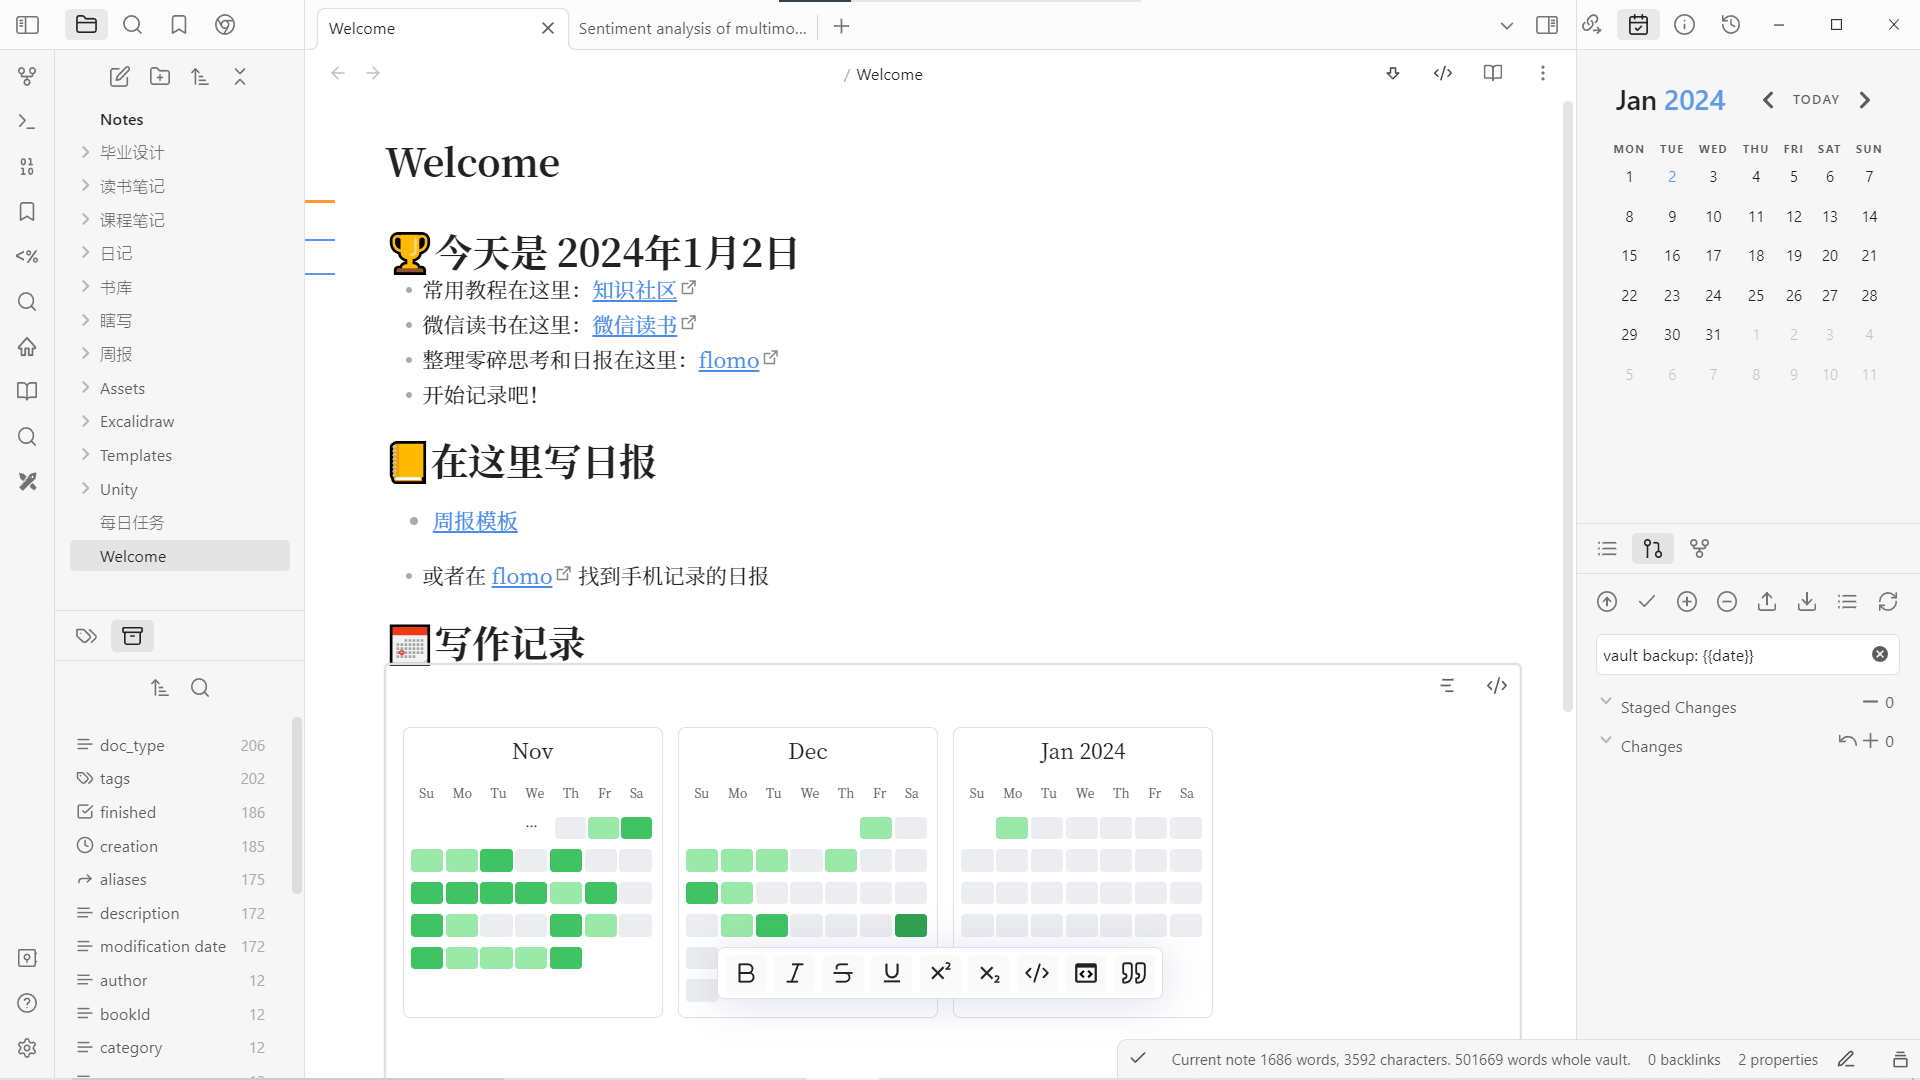 Welcome
Sentiment analysis of multimo...
/ Welcome
Notes
毕业设计
读书笔记
课程笔记
日记
书库
瞎写
周报
Assets
Excalidraw
Templates
Unity
每日任务
Welcome
doc_type 206
tags 202
finished 186
creation 185
aliases 175
description 172
modification date 172
author 12
bookId 12
category 12
Welcome
🏆今天是 2024年1月2日
常用教程在这里：知识社区
微信读书在这里：微信读书
整理零碎思考和日报在这里：flomo
开始记录吧！
📒在这里写日报
周报模板
或者在 flomo 找到手机记录的日报
📅写作记录
Nov
Su Mo Tu We Th Fr Sa
...
Dec
Su Mo Tu We Th Fr Sa
Jan 2024
Su Mo Tu We Th Fr Sa
Jan 2024
TODAY
MON TUE WED THU FRI SAT SUN
1 2 3 4 5 6 7
8 9 10 11 12 13 14
15 16 17 18 19 20 21
22 23 24 25 26 27 28
29 30 31 1 2 3 4
5 6 7 8 9 10 11
vault backup: {{date}}
Staged Changes 0
Changes 0
Current note 1686 words, 3592 characters. 501669 words whole vault. 0 backlinks 2 properties